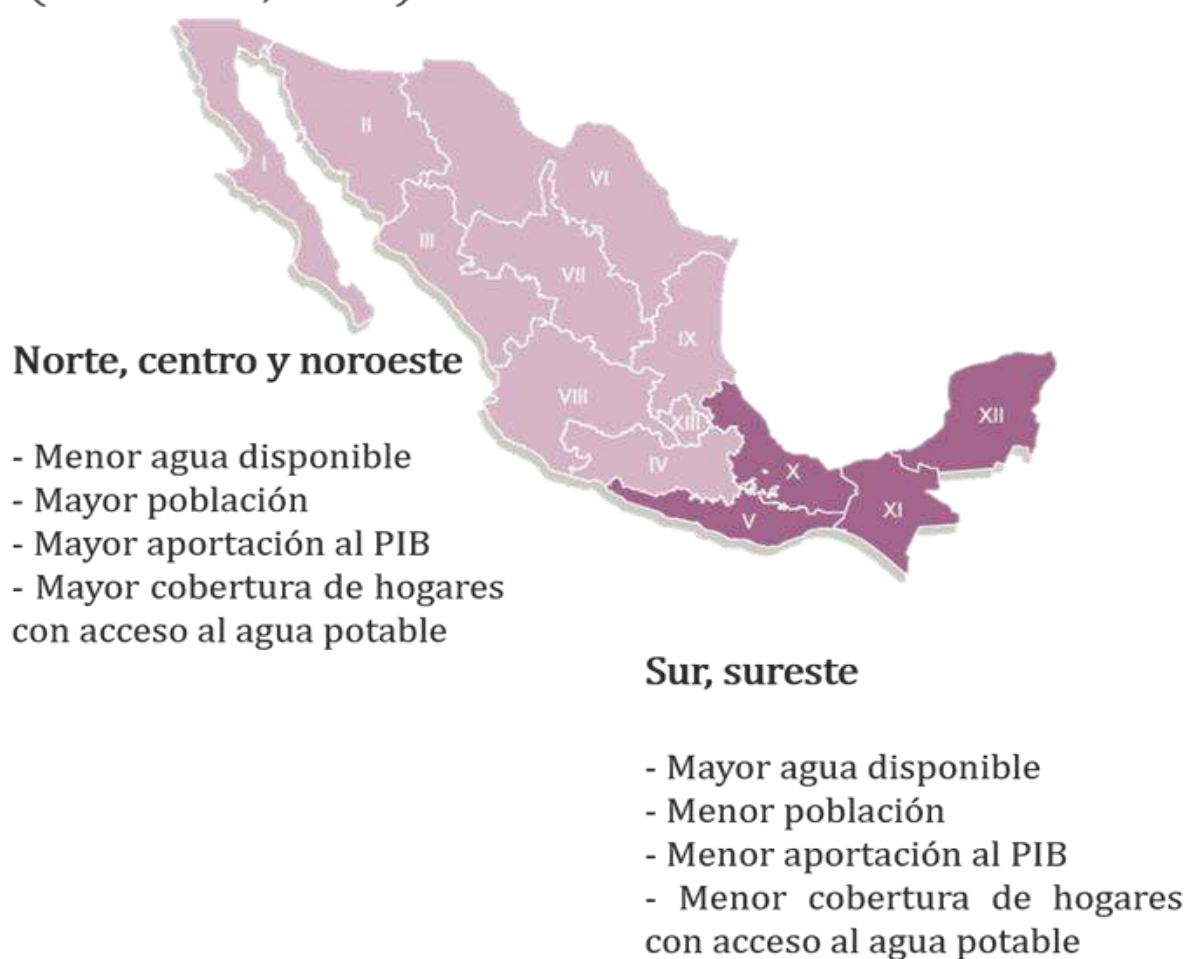 I
II
III
VI
VII
IX
VIII
XIII
IV
X
V
XI
XII
Norte, centro y noroeste
- Menor agua disponible
- Mayor población
- Mayor aportación al PIB
- Mayor cobertura de hogares
con acceso al agua potable
Sur, sureste
- Mayor agua disponible
- Menor población
- Menor aportación al PIB
- Menor cobertura de hogares
con acceso al agua potable